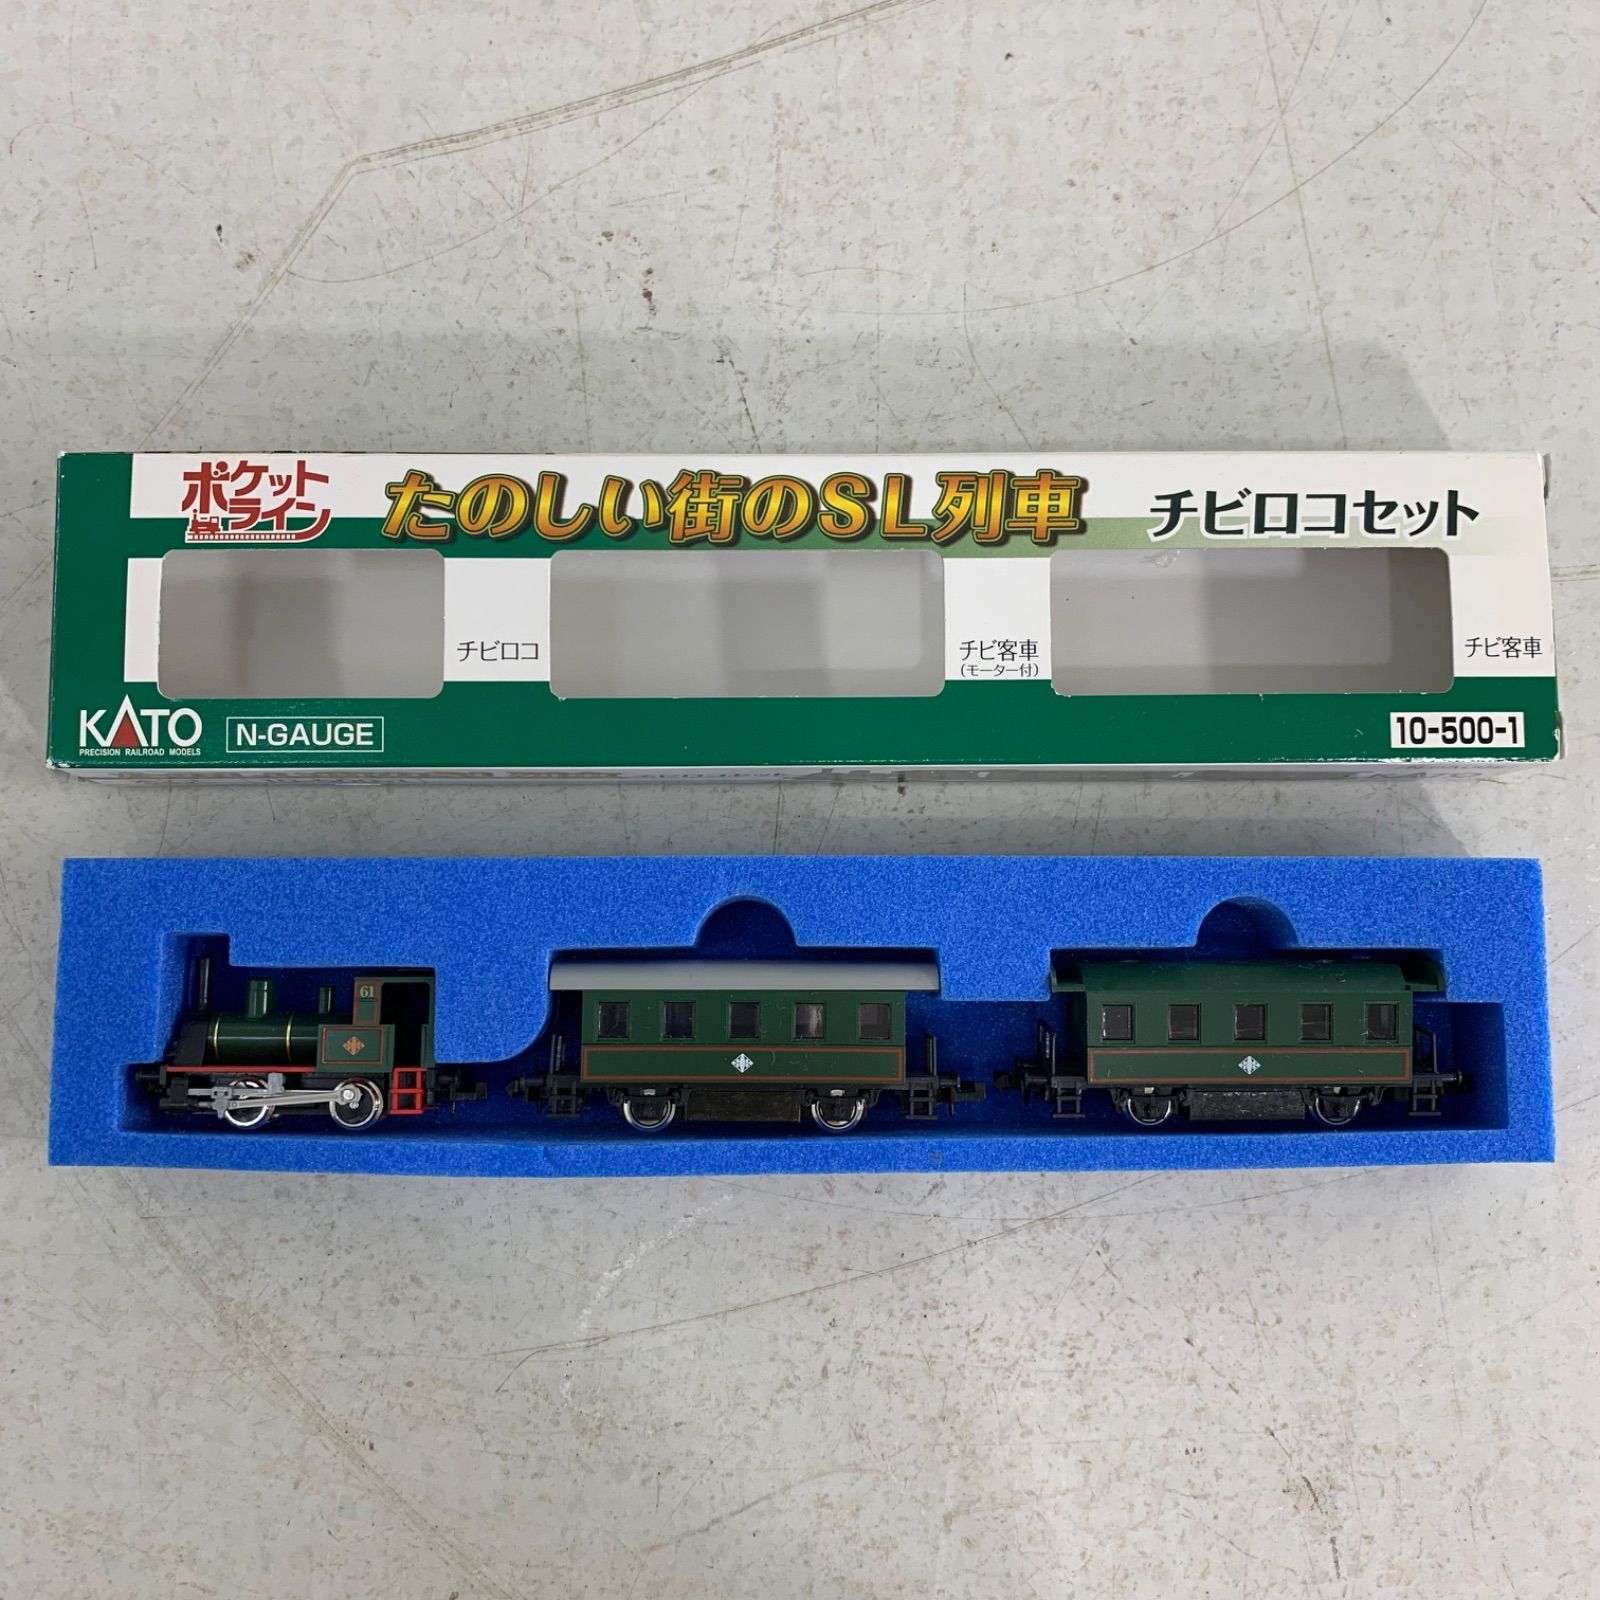 ポケット
ライン
たのしい街のSL列車
チビロコセット
チビロコ
チビ客車
(モーター付)
チビ客車
KATO
PRECISION RAILROAD MODELS
N-GAUGE
10-500-1
61